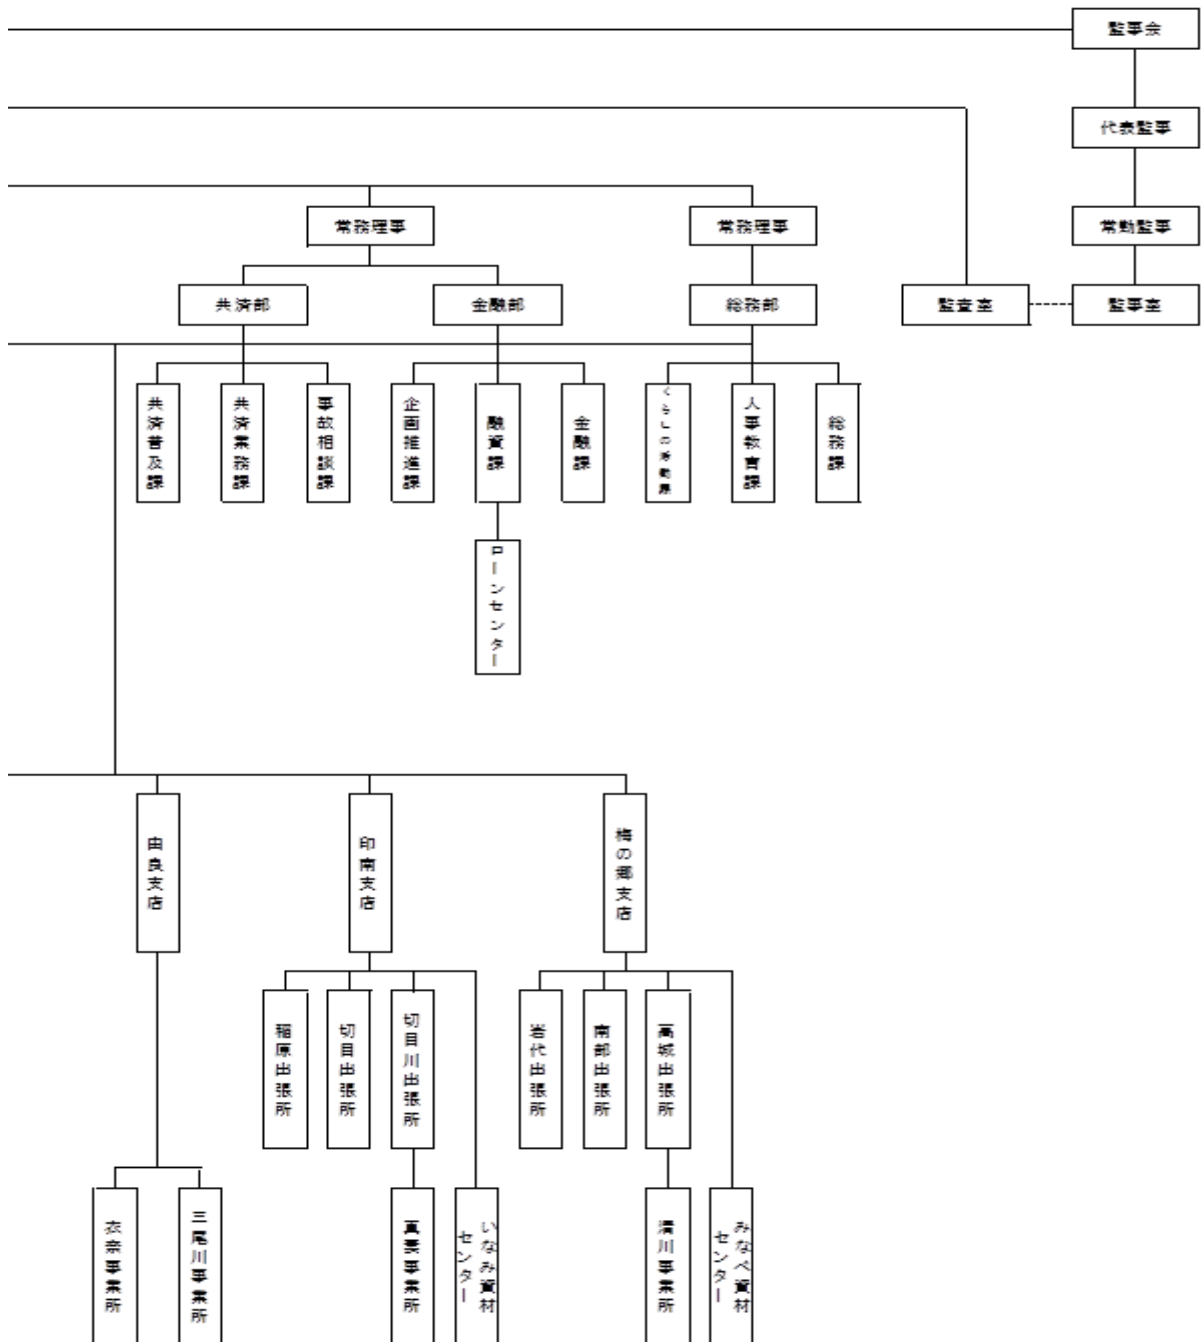 監事会
代表監事
常務理事
常務理事
常勤監事
共済部
金融部
総務部
監査室
監事室
共済普及課
共済業務課
事故相談課
企画推進課
融資課
金融課
くらしの活動課
人事教育課
総務課
ローンセンター
由良支店
印南支店
梅の郷支店
稲原出張所
切目出張所
切目川出張所
岩代出張所
南部出張所
高城出張所
衣奈事業所
三尾川事業所
真妻事業所
いなみ資材
センター
清川事業所
みなべ資材
センター